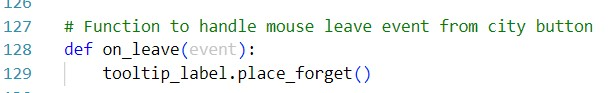 126
127 # Function to handle mouse leave event from city button
128 def on_leave(event):
129     tooltip_label.place_forget()